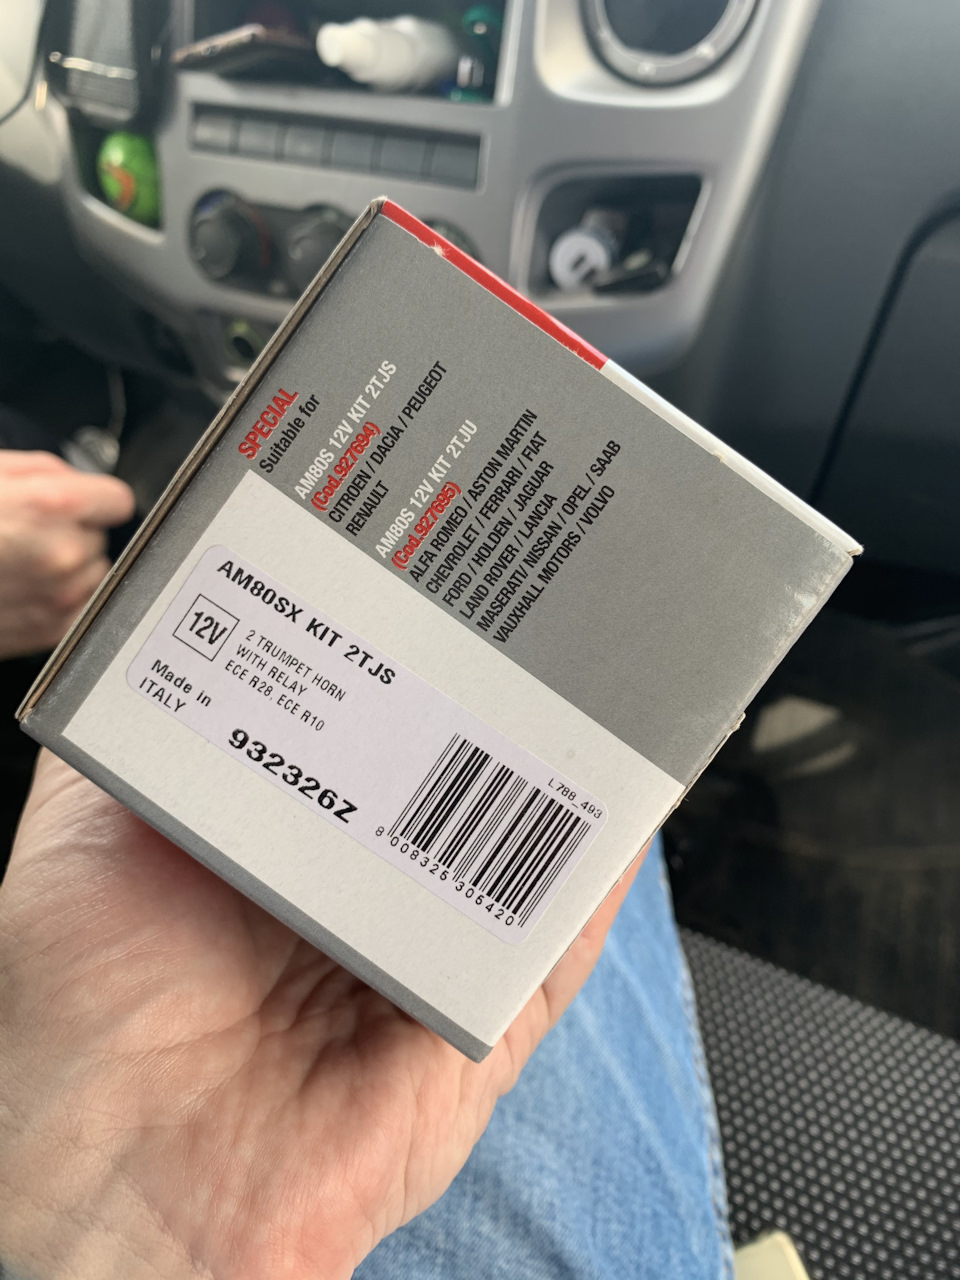 SPECIAL
Suitable for
AM80S 12V KIT 2TJS
(Cod.927694)
CITROEN / DACIA / PEUGEOT
RENAULT
AM80S 12V KIT 2TJU
(Cod.927695)
ALFA ROMEO / ASTON MARTIN
CHEVROLET / FERRARI / FIAT
FORD / HOLDEN / JAGUAR
LAND ROVER / LANCIA
MASERATI/ NISSAN / OPEL / SAAB
VAUXHALL MOTORS / VOLVO
AM80SX KIT 2TJS
12V
2 TRUMPET HORN
WITH RELAY
ECE R28, ECE R10
Made in
ITALY
932326Z
L788_493
8 008325 305420